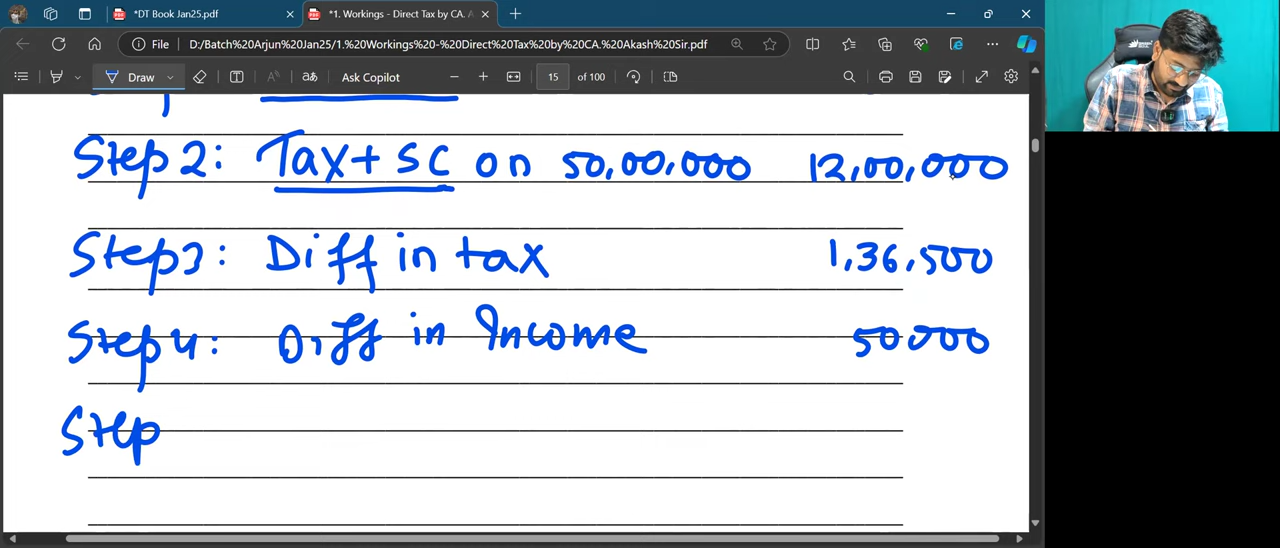 *DT Book Jan25.pdf
*1. Workings - Direct Tax by CA. A
File
D:/Batch%20Arjun%20Jan25/1.%20Workings%20-%20Direct%20Tax%20by%20CA.%20Akash%20Sir.pdf
Draw
Ask Copilot
15 of 100
Step 2: Tax + SC on 50,00,000 12,00,000
Step 3: Diff in tax 1,36,500
Step 4: Diff in Income 50000
Step